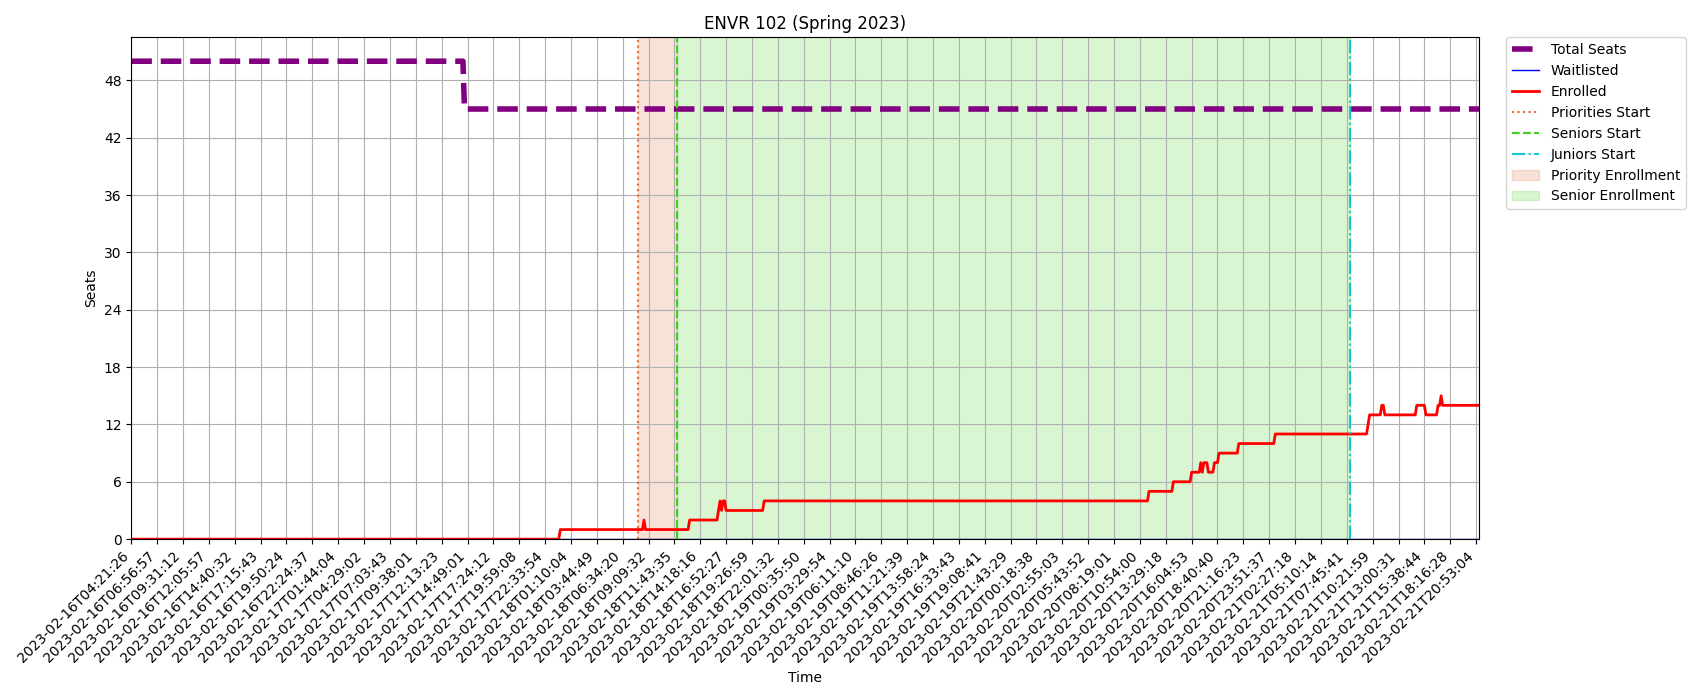 ENVR 102 (Spring 2023)
Total Seats
Waitlisted
Enrolled
Priorities Start
Seniors Start
Juniors Start
Priority Enrollment
Senior Enrollment
Seats
48
42
36
30
24
18
12
6
0
2023-02-16T04:21:26
2023-02-16T06:56:57
2023-02-16T09:31:12
2023-02-16T12:05:57
2023-02-16T14:40:32
2023-02-16T17:15:43
2023-02-16T19:50:24
2023-02-16T22:24:37
2023-02-17T01:44:04
2023-02-17T04:29:02
2023-02-17T07:03:43
2023-02-17T09:38:01
2023-02-17T12:13:23
2023-02-17T14:49:01
2023-02-17T17:24:12
2023-02-17T19:59:08
2023-02-17T22:33:54
2023-02-18T01:10:04
2023-02-18T03:44:49
2023-02-18T06:34:20
2023-02-18T09:09:32
2023-02-18T11:43:35
2023-02-18T14:18:16
2023-02-18T16:52:27
2023-02-18T19:26:59
2023-02-18T22:01:32
2023-02-19T00:35:50
2023-02-19T03:29:54
2023-02-19T06:11:10
2023-02-19T08:46:26
2023-02-19T11:21:39
2023-02-19T13:58:24
2023-02-19T16:33:43
2023-02-19T19:08:41
2023-02-19T21:43:29
2023-02-20T00:18:38
2023-02-20T02:55:03
2023-02-20T05:43:52
2023-02-20T08:19:01
2023-02-20T10:54:00
2023-02-20T13:29:18
2023-02-20T16:04:53
2023-02-20T18:40:40
2023-02-20T21:16:23
2023-02-20T23:51:37
2023-02-21T02:27:18
2023-02-21T05:10:14
2023-02-21T07:45:41
2023-02-21T10:21:59
2023-02-21T13:00:31
2023-02-21T15:38:44
2023-02-21T18:16:28
2023-02-21T20:53:04
Time